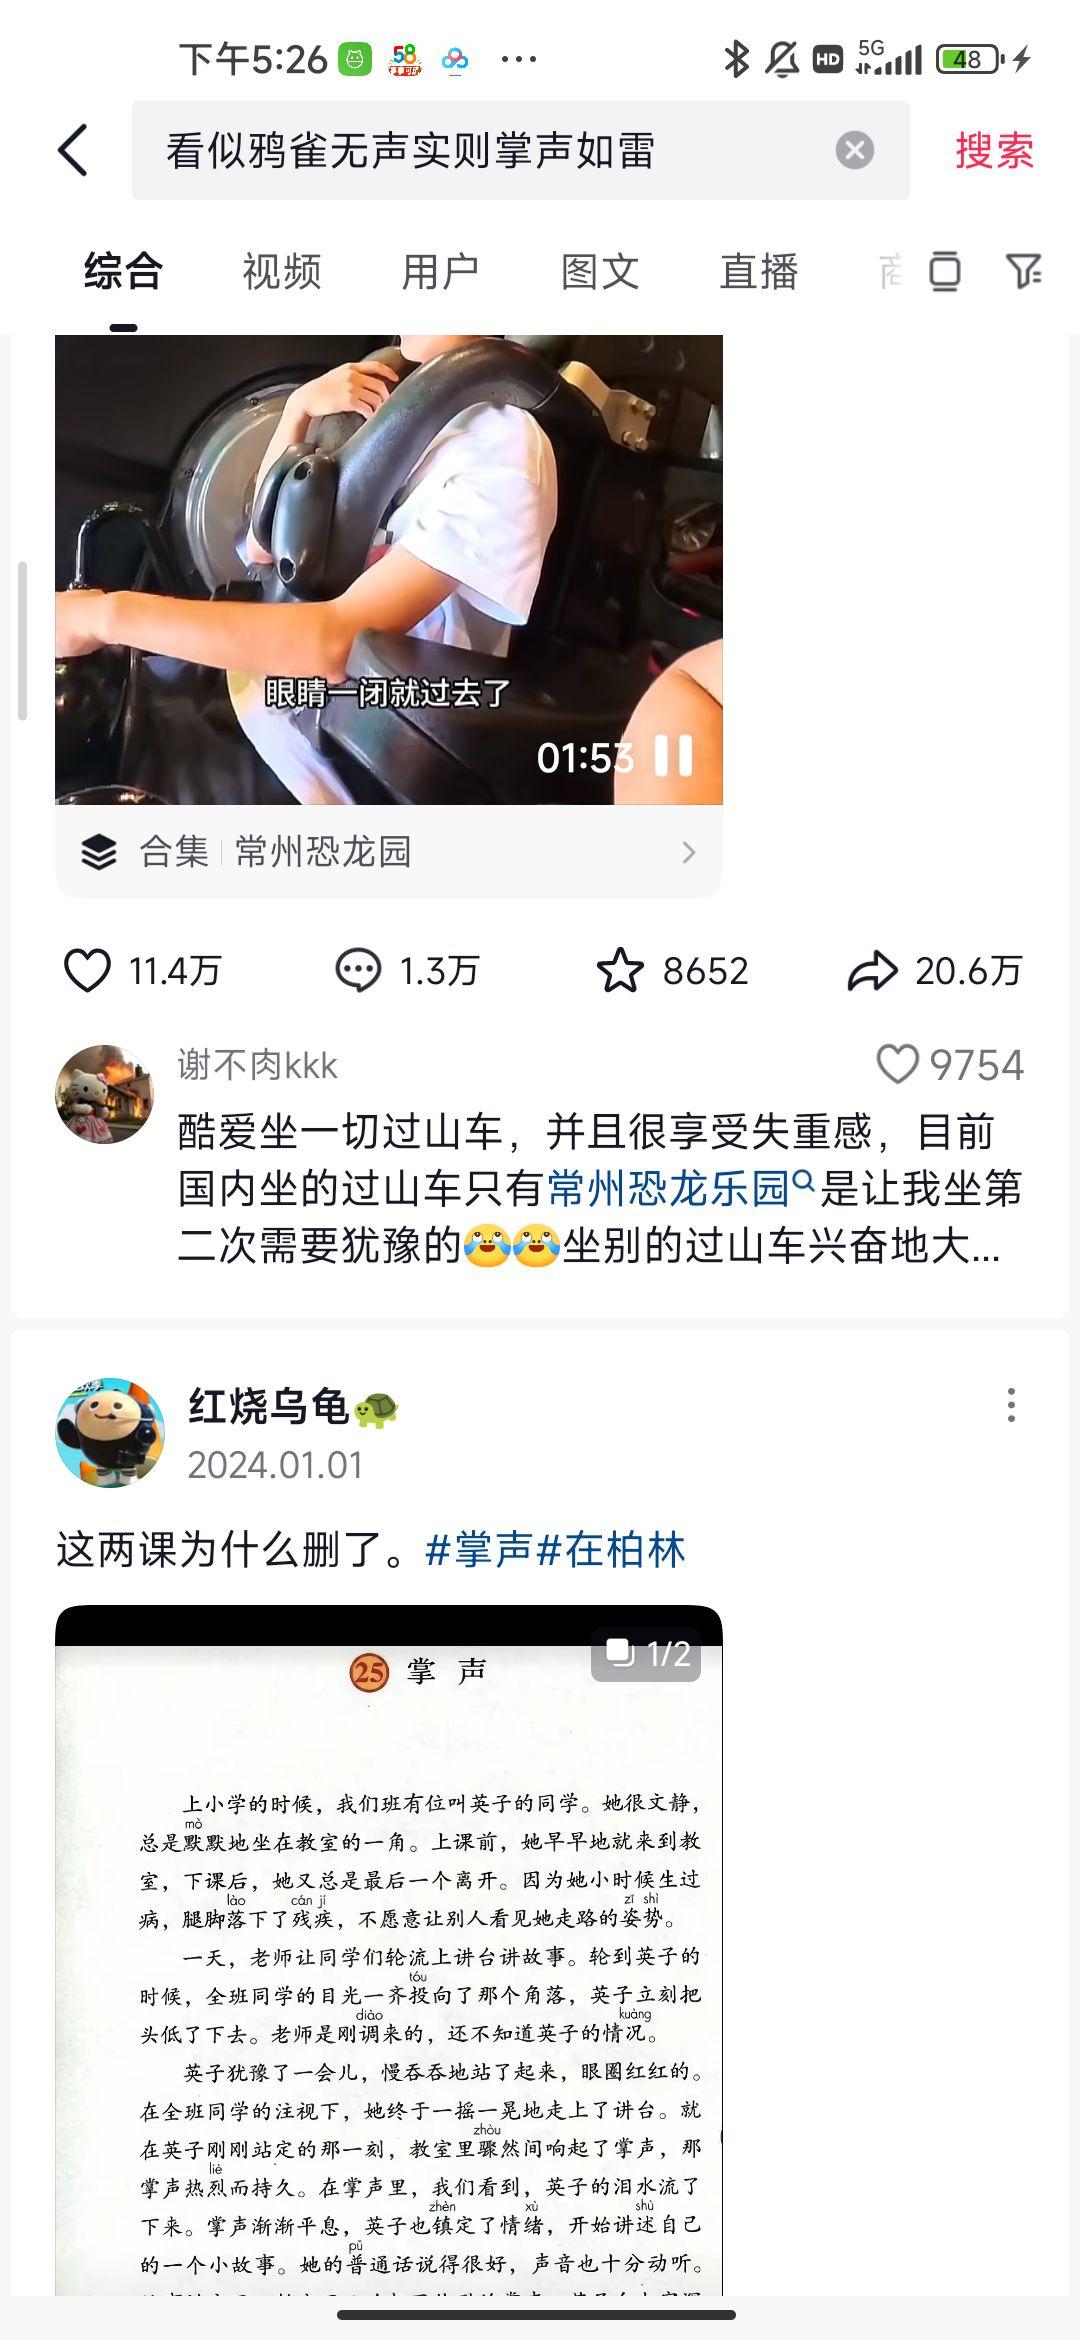 下午5:26
58
HD
5G
48
看似鸦雀无声实则掌声如雷
搜索
综合
视频
用户
图文
直播
眼睛一闭就过去了
01:53
合集
常州恐龙园
11.4万
1.3万
8652
20.6万
谢不肉kkk
9754
酷爱坐一切过山车，并且很享受失重感，目前
国内坐的过山车只有常州恐龙乐园是让我坐第
二次需要犹豫的😂😂坐别的过山车兴奋地大...
红烧乌龟🐢
2024.01.01
这两课为什么删了。#掌声#在柏林
1/2
25 掌 声
上小学的时候，我们班有位叫英子的同学。她很文静，
mò
总是默默地坐在教室的一角。上课前，她早早地就来到教
室，下课后，她又总是最后一个离开。因为她小时候生过
lào cán jí zī shì
病，腿脚落下了残疾，不愿意让别人看见她走路的姿势。
一天，老师让同学们轮流上讲台讲故事。轮到英子的
tóu
时候，全班同学的目光一齐投向了那个角落，英子立刻把
diào kuàng
头低了下去。老师是刚调来的，还不知道英子的情况。
英子犹豫了一会儿，慢吞吞地站了起来，眼圈红红的。
在全班同学的注视下，她终于一摇一晃地走上了讲台。就
zhòu
在英子刚刚站定的那一刻，教室里骤然间响起了掌声，那
liè
掌声热烈而持久。在掌声里，我们看到，英子的泪水流了
zhèn xù shù
下来。掌声渐渐平息，英子也镇定了情绪，开始讲述自己
pǔ
的一个小故事。她的普通话说得很好，声音也十分动听。